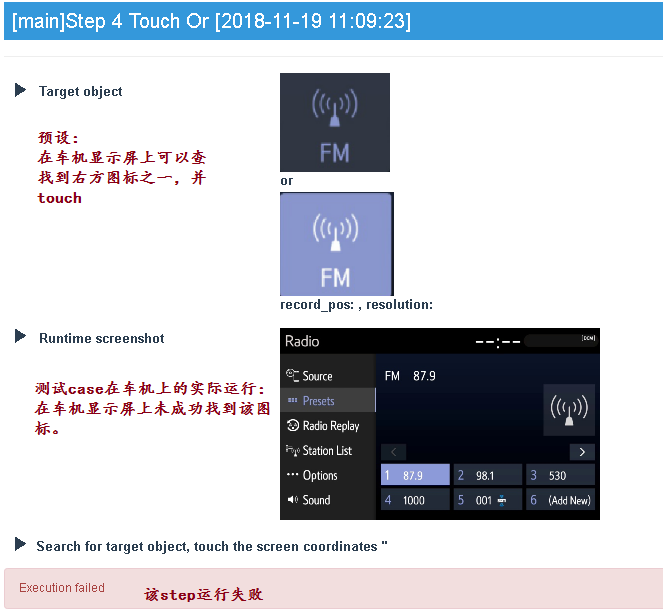 [main]Step 4 Touch Or [2018-11-19 11:09:23]
Target object
预设：
在车机显示屏上可以查
找到右方图标之一，并
touch
FM
or
FM
record_pos: , resolution:
Runtime screenshot
测试case在车机上的实际运行：
在车机显示屏上未成功找到该图
标。
Radio
--:--
[DCM]
Source
FM 87.9
Presets
Radio Replay
Station List
< >
Options
1 87.9 2 98.1 3 530
Sound
4 1000 5 001 6 (Add New)
Search for target object, touch the screen coordinates "
Execution failed
该step运行失败